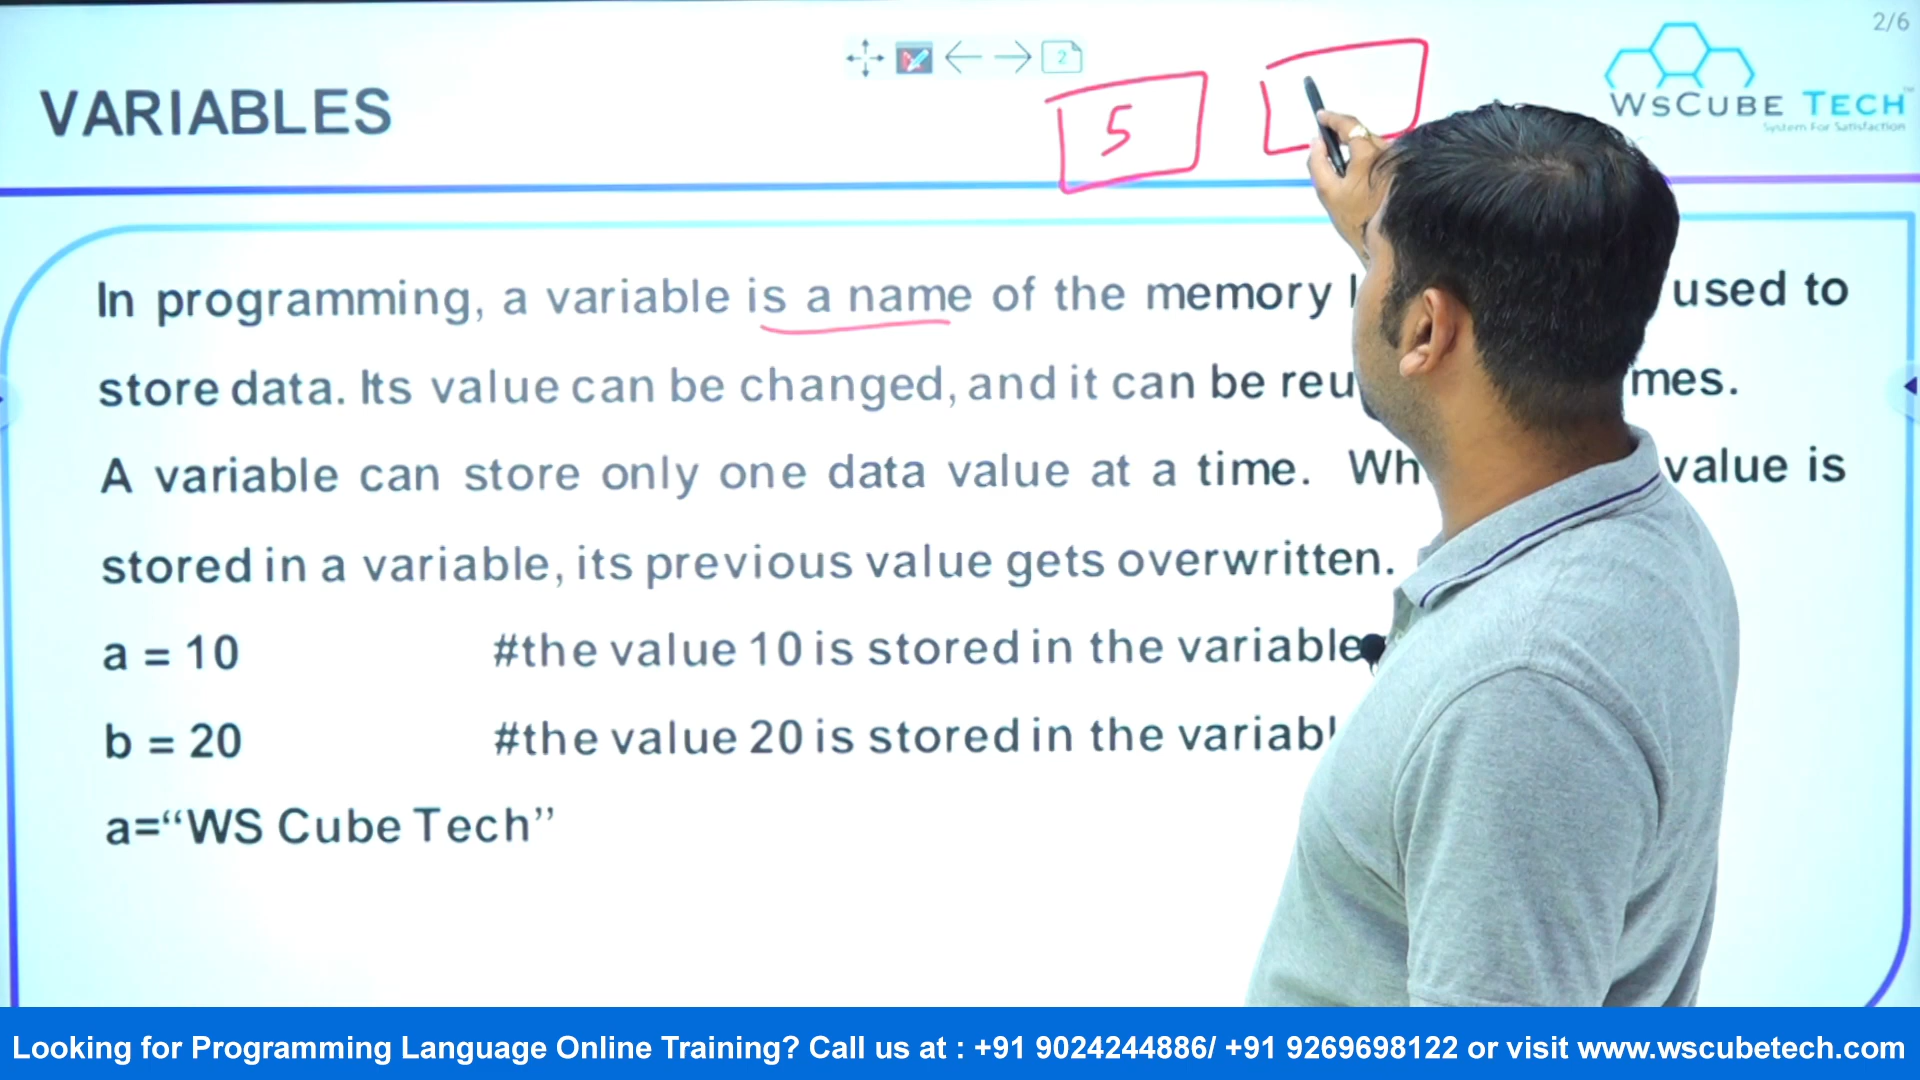 2/6
2
WSCUBE TECH
System For Satisfaction
VARIABLES
5
In programming, a variable is a name of the memory used to
store data. Its value can be changed, and it can be
A variable can store only one data value at a time. value is
stored in a variable, its previous value gets overwritten.
a = 10 #the value 10 is stored in the variable
b = 20 #the value 20 is stored in the
a=“WS Cube Tech”
Looking for Programming Language Online Training? Call us at : +91 9024244886/ +91 9269698122 or visit www.wscubetech.com